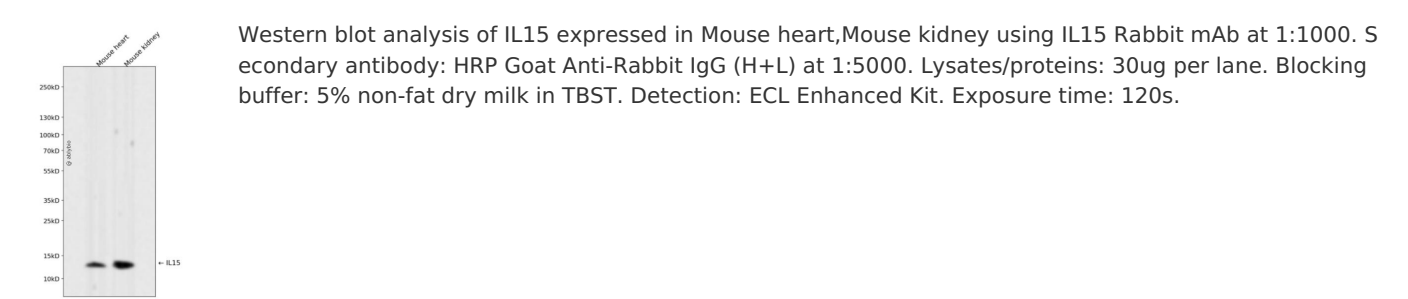 Mouse heart
Mouse kidney
Western blot analysis of IL15 expressed in Mouse heart,Mouse kidney using IL15 Rabbit mAb at 1:1000. S
econdary antibody: HRP Goat Anti-Rabbit IgG (H+L) at 1:5000. Lysates/proteins: 30ug per lane. Blocking
buffer: 5% non-fat dry milk in TBST. Detection: ECL Enhanced Kit. Exposure time: 120s.
250kD
130kD
100kD
70kD
@ abbybio
55kD
35kD
25kD
15kD
← IL15
10kD